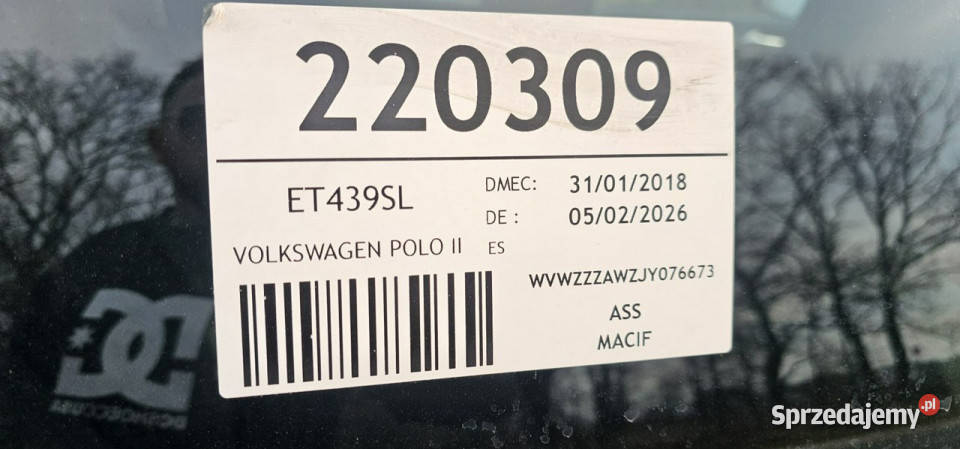 220309
ET439SL
DMEC: 31/01/2018
DE : 05/02/2026
VOLKSWAGEN POLO II ES
WVWZZZAWZJY076673
ASS
MACIF
Sprzedajemy.pl